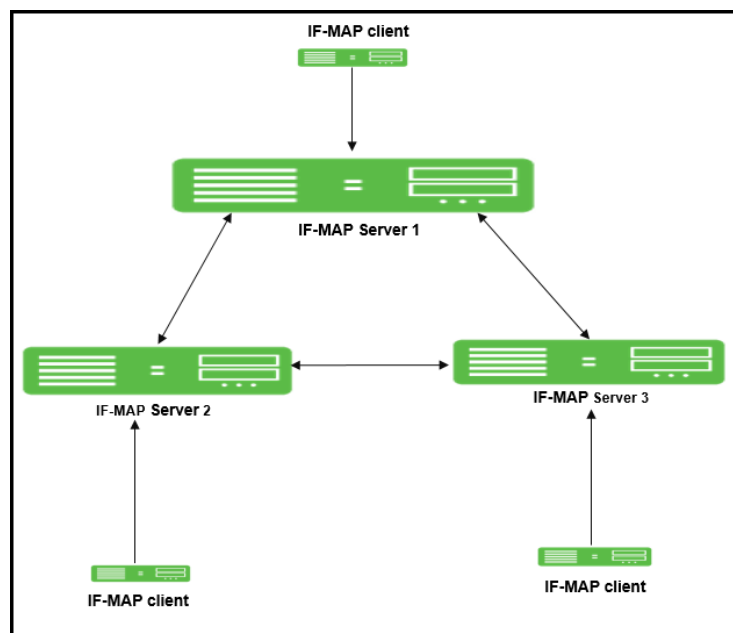 IF-MAP client
IF-MAP Server 1
IF-MAP Server 2
IF-MAP Server 3
IF-MAP client
IF-MAP client